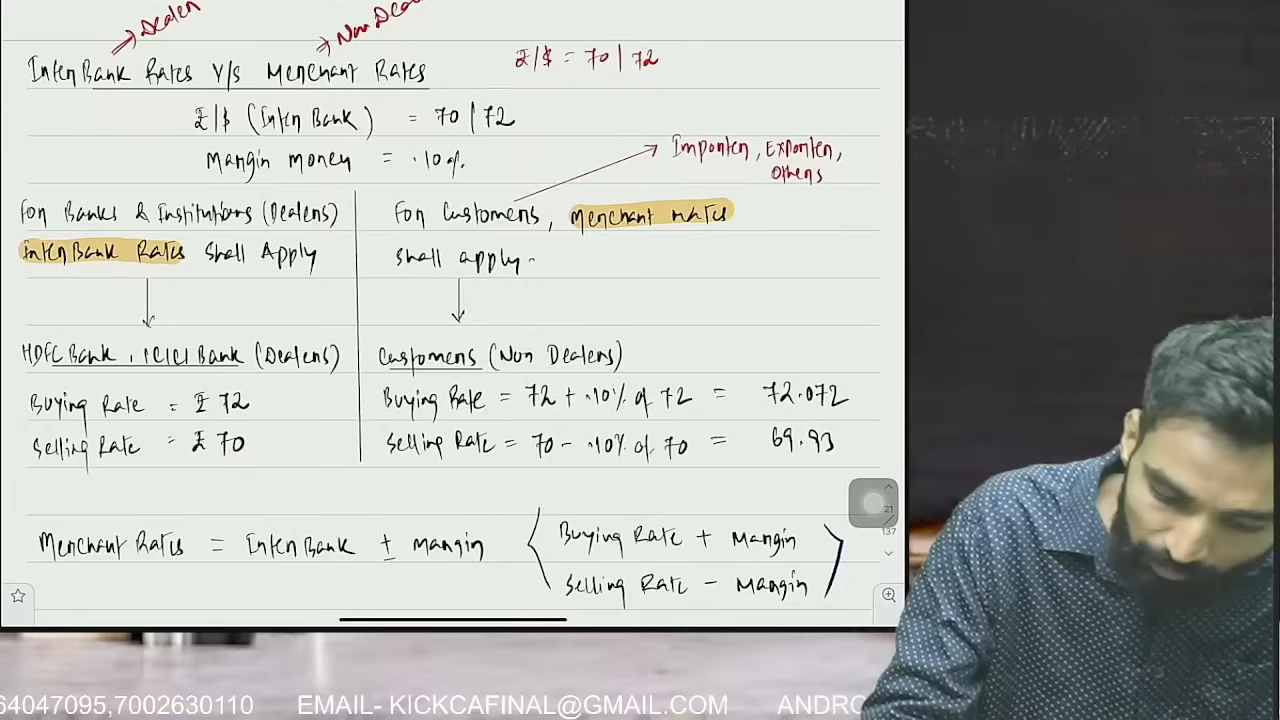 Dealer
Non Dea
InterBank Rates V/s Merchant Rates
₹/$ = 70/72
₹/$ (InterBank) = 70/72
Margin money = .10%
Importer, Exporter,
Others
For Banks & Institutions (Dealers)
InterBank Rates Shall Apply
For Customers, Merchant rates
Shall apply.
HDFC Bank, ICICI Bank (Dealers)
Buying Rate = ₹ 72
Selling Rate = ₹ 70
Customers (Non Dealers)
Buying Rate = 72 + .10% of 72 = 72.072
Selling Rate = 70 - .10% of 70 = 69.93
21
137
Merchant Rates = InterBank ± margin
Buying Rate + Margin
Selling Rate - Margin
64047095,7002630110 EMAIL- KICKCAFINAL@GMAIL.COM ANDRO